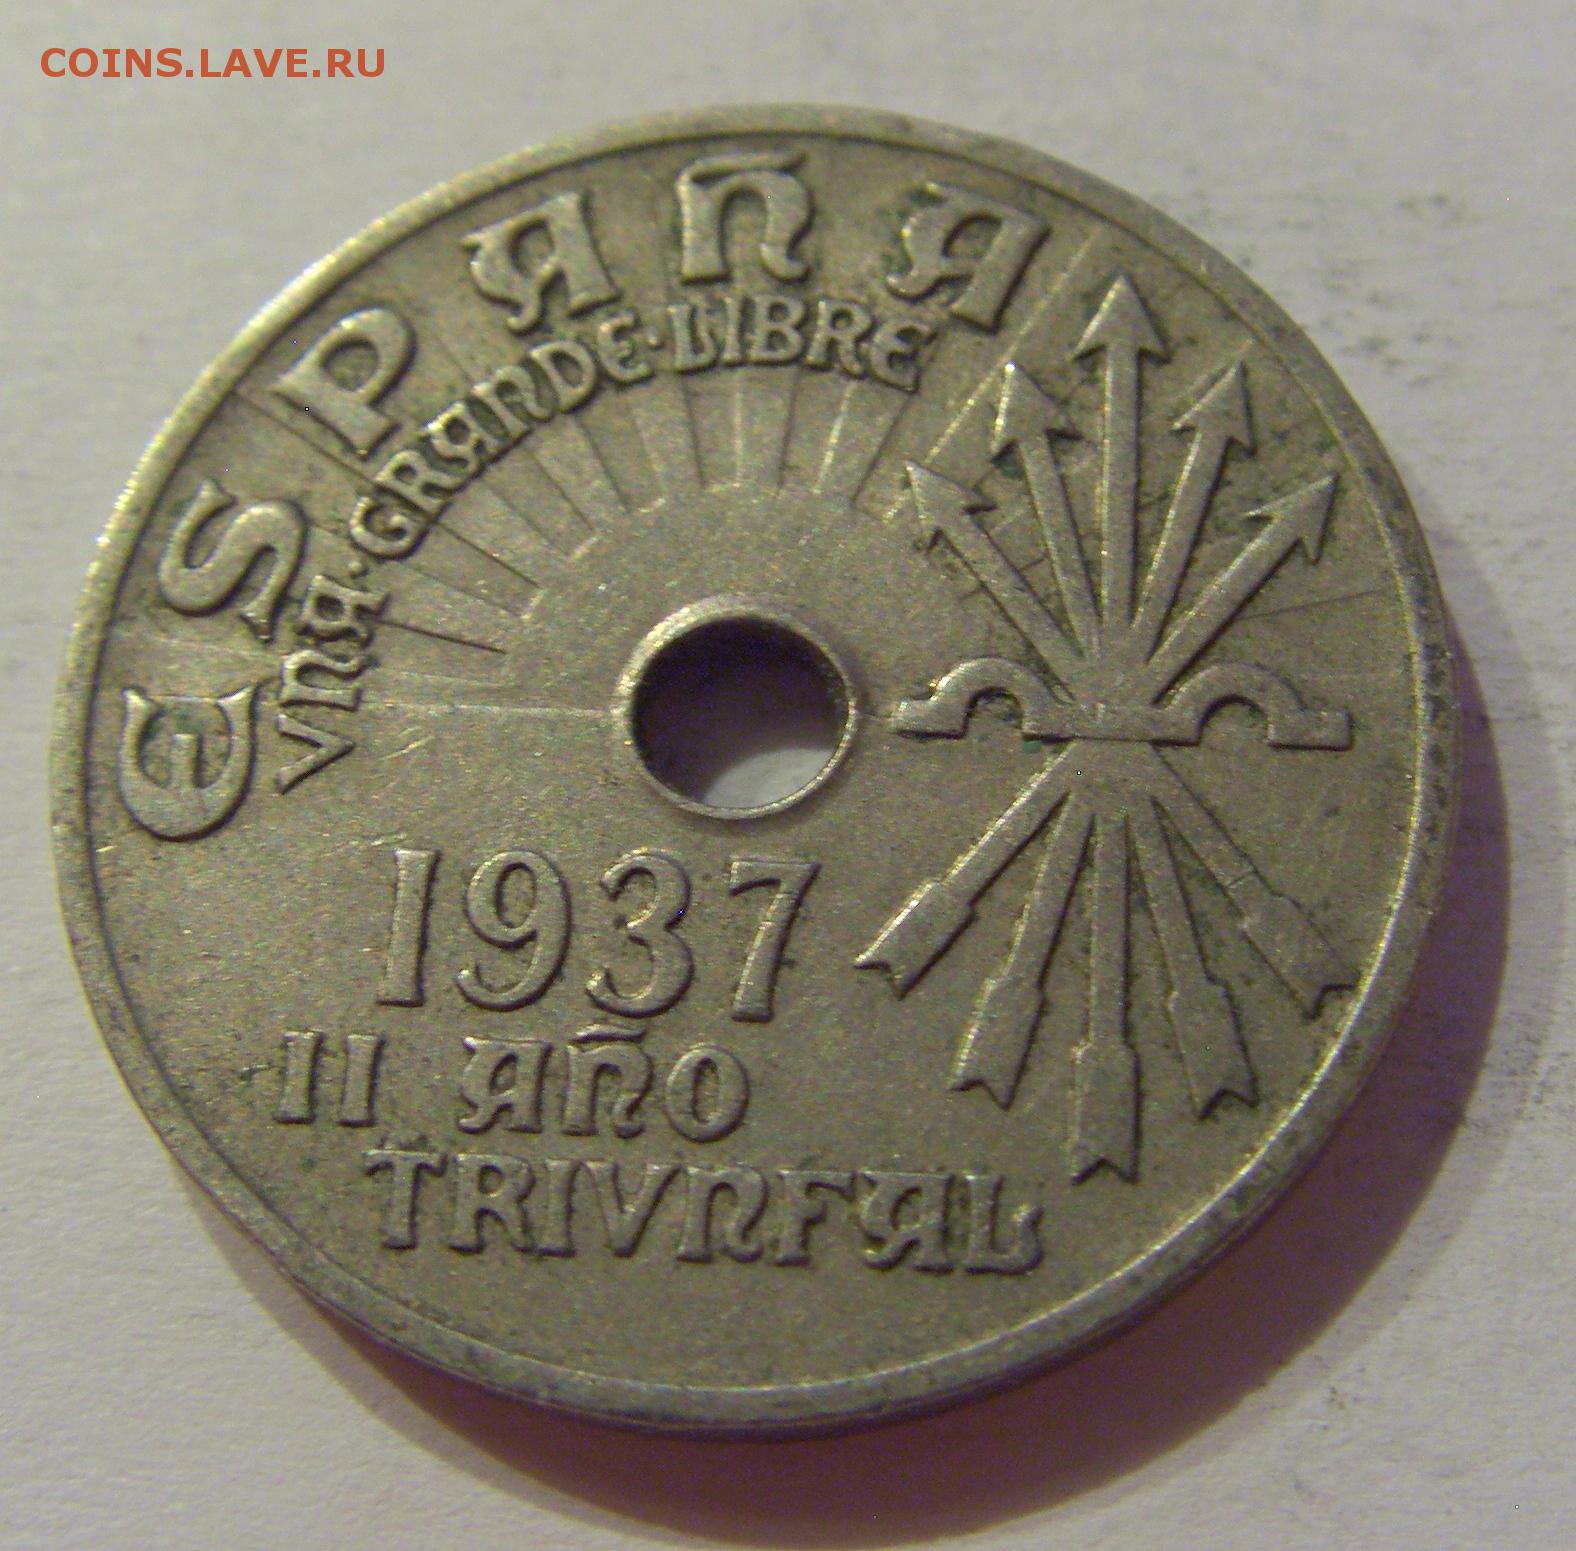 COINS.LAVE.RU
ESPAÑA
VNA·GRANDE·LIBRE
1937
II AÑO
TRIVNFAL